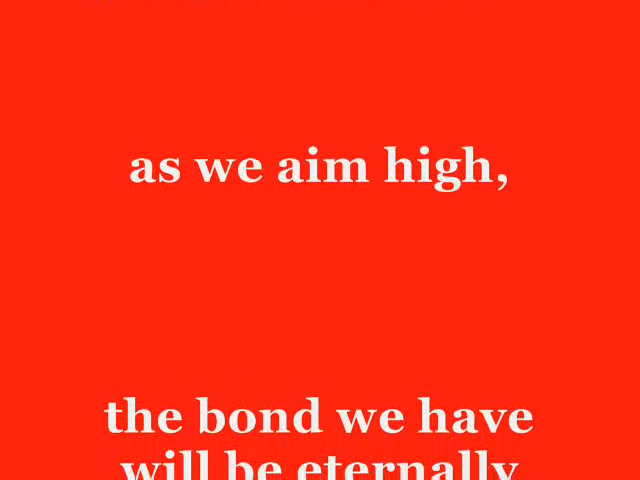 as we aim high,
the bond we have
will be eternally